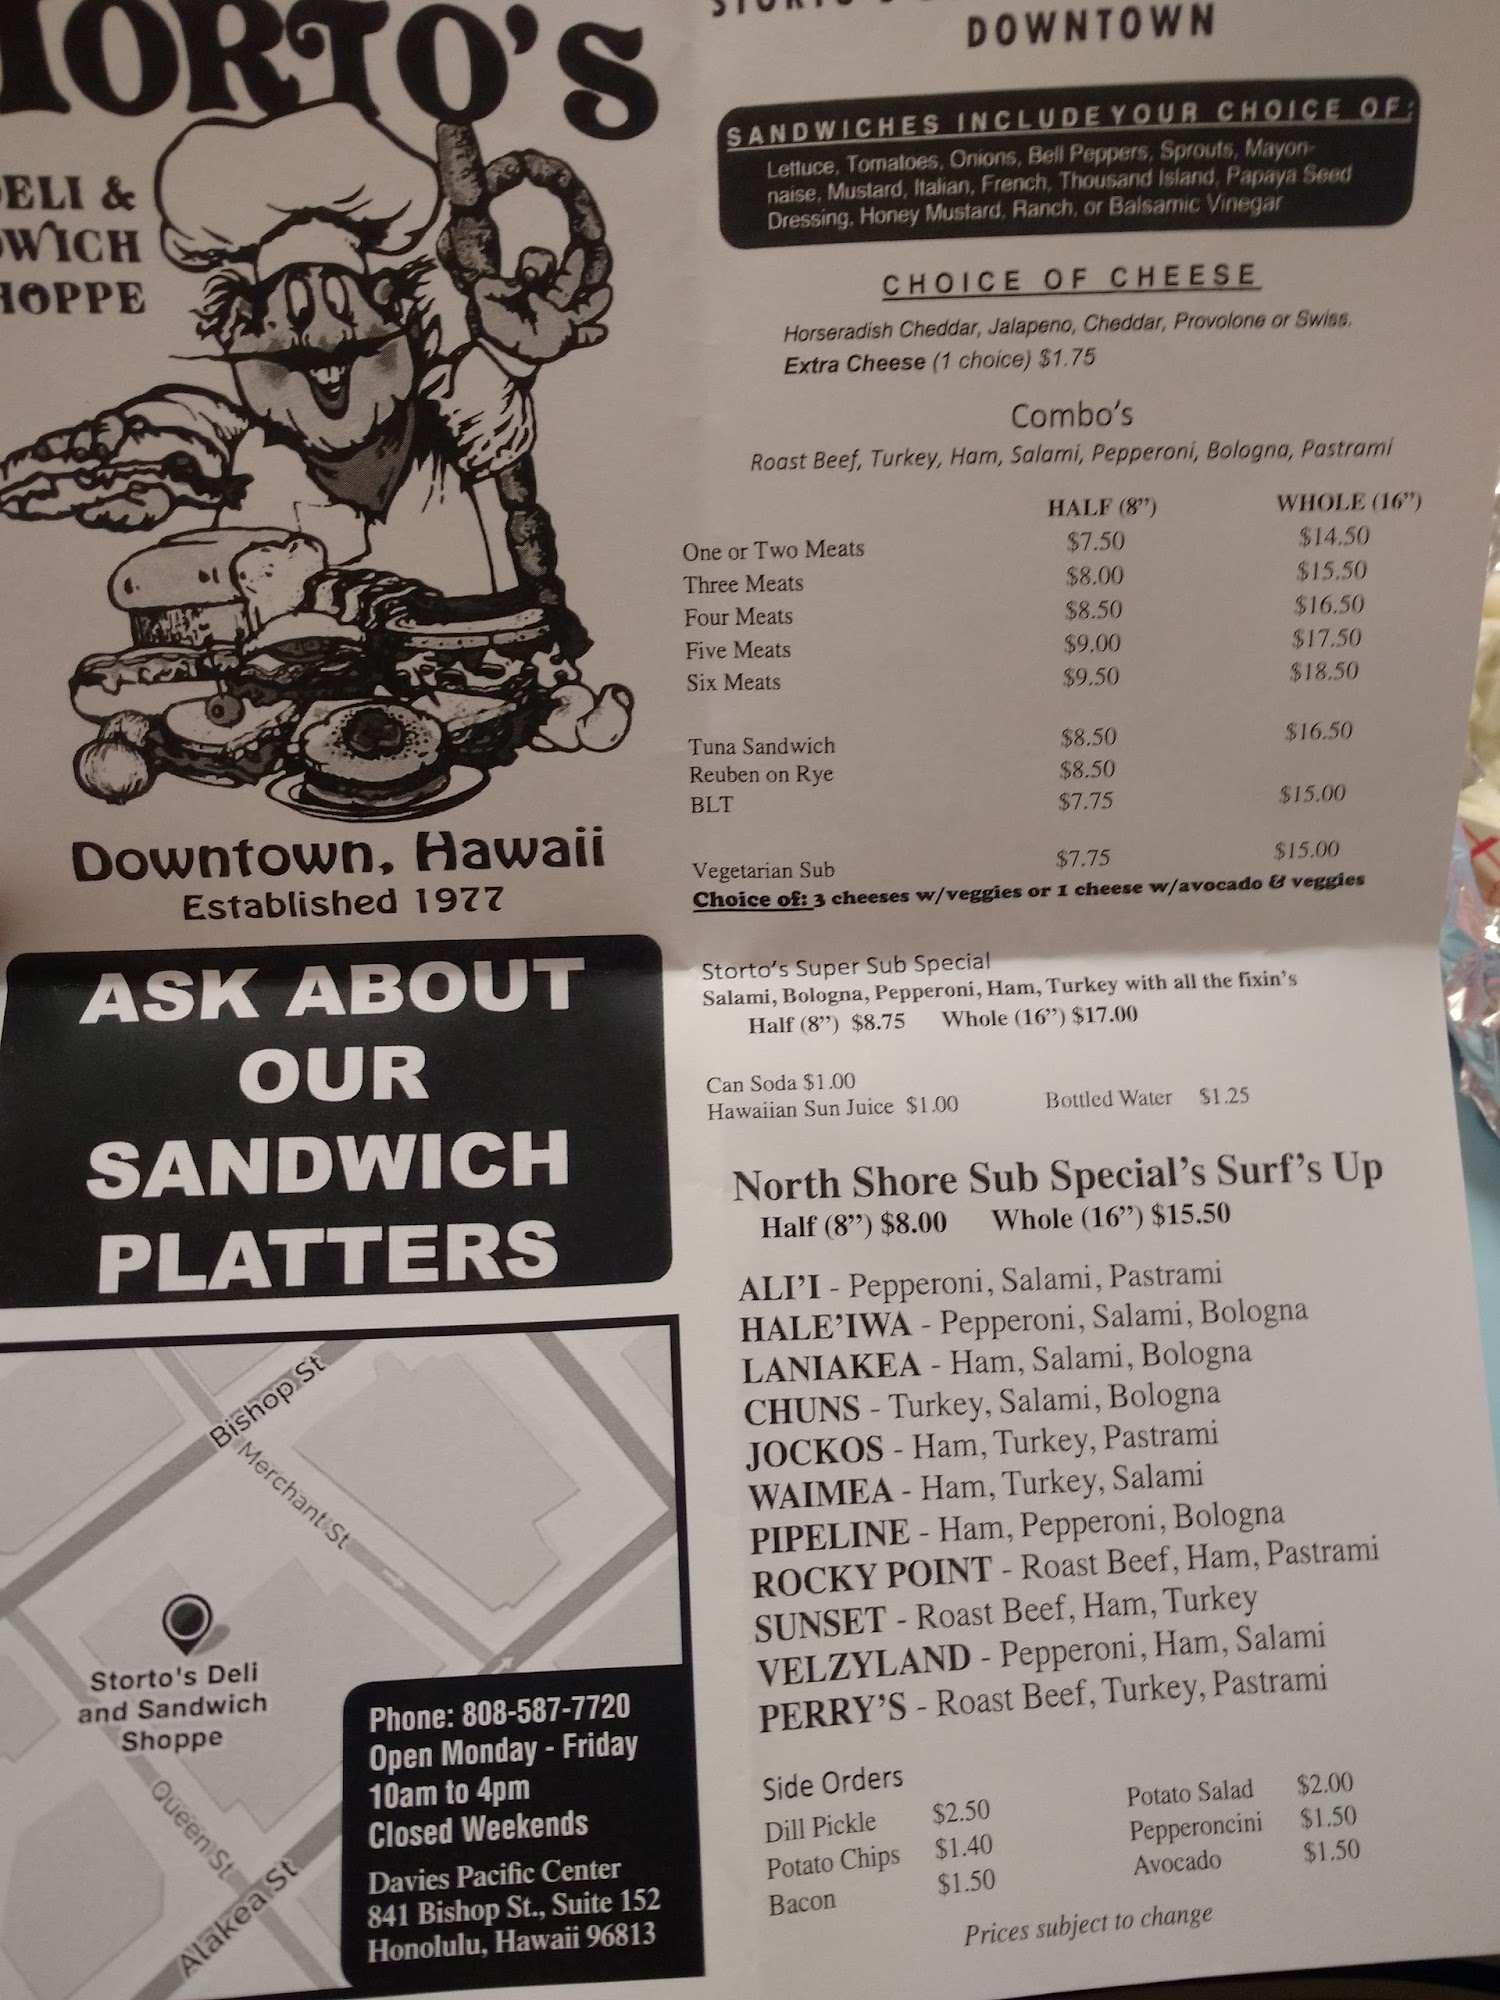 TORTO'S
DELI &
WICH
HOPPE
Downtown, Hawaii
Established 1977
ASK ABOUT
OUR
SANDWICH
PLATTERS
Bishop St
Merchant St
Storto's Deli
and Sandwich
Shoppe
Queen St
Alakea St
Phone: 808-587-7720
Open Monday - Friday
10am to 4pm
Closed Weekends
Davies Pacific Center
841 Bishop St., Suite 152
Honolulu, Hawaii 96813
STORTO'S
DOWNTOWN
SANDWICHES INCLUDE YOUR CHOICE OF:
Lettuce, Tomatoes, Onions, Bell Peppers, Sprouts, Mayon-
naise, Mustard, Italian, French, Thousand Island, Papaya Seed
Dressing, Honey Mustard, Ranch, or Balsamic Vinegar
CHOICE OF CHEESE
Horseradish Cheddar, Jalapeno, Cheddar, Provolone or Swiss.
Extra Cheese (1 choice) $1.75
Combo's
Roast Beef, Turkey, Ham, Salami, Pepperoni, Bologna, Pastrami
HALF (8") WHOLE (16")
One or Two Meats $7.50 $14.50
Three Meats $8.00 $15.50
Four Meats $8.50 $16.50
Five Meats $9.00 $17.50
Six Meats $9.50 $18.50
Tuna Sandwich $8.50 $16.50
Reuben on Rye $8.50
BLT $7.75 $15.00
Vegetarian Sub $7.75 $15.00
Choice of: 3 cheeses w/veggies or 1 cheese w/avocado & veggies
Storto's Super Sub Special
Salami, Bologna, Pepperoni, Ham, Turkey with all the fixin's
Half (8") $8.75 Whole (16") $17.00
Can Soda $1.00
Hawaiian Sun Juice $1.00 Bottled Water $1.25
North Shore Sub Special's Surf's Up
Half (8") $8.00 Whole (16") $15.50
ALI'I - Pepperoni, Salami, Pastrami
HALE'IWA - Pepperoni, Salami, Bologna
LANIAKEA - Ham, Salami, Bologna
CHUNS - Turkey, Salami, Bologna
JOCKOS - Ham, Turkey, Pastrami
WAIMEA - Ham, Turkey, Salami
PIPELINE - Ham, Pepperoni, Bologna
ROCKY POINT - Roast Beef, Ham, Pastrami
SUNSET - Roast Beef, Ham, Turkey
VELZYLAND - Pepperoni, Ham, Salami
PERRY'S - Roast Beef, Turkey, Pastrami
Side Orders
Dill Pickle $2.50 Potato Salad $2.00
Potato Chips $1.40 Pepperoncini $1.50
Bacon $1.50 Avocado $1.50
Prices subject to change